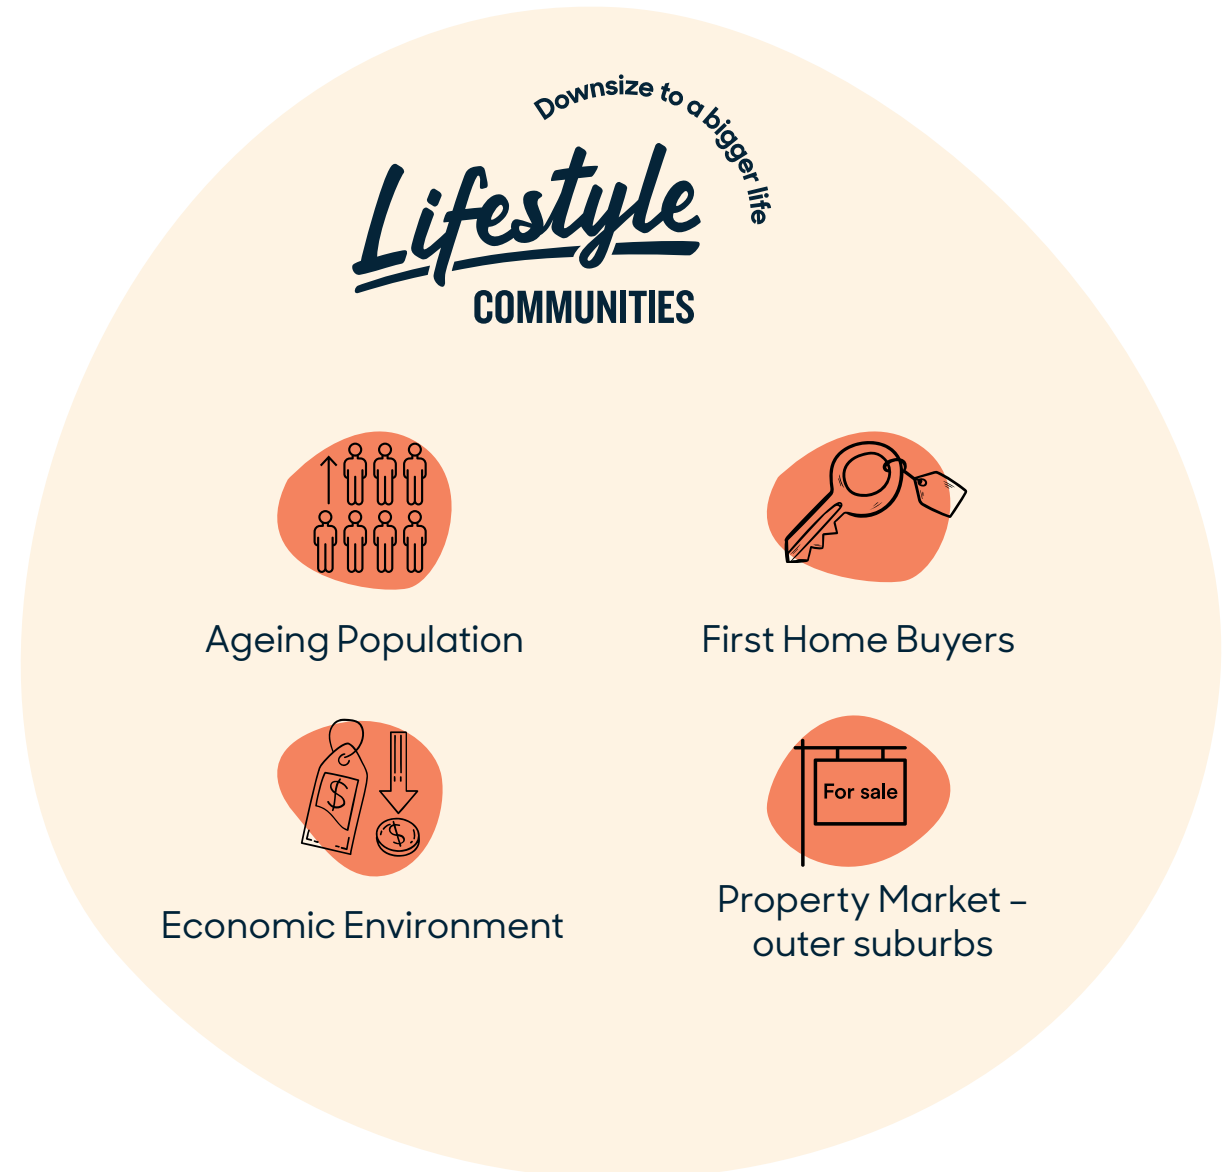 Downsize to a bigger life
Lifestyle
COMMUNITIES
Ageing Population
First Home Buyers
$
$
Economic Environment
For sale
Property Market –
outer suburbs